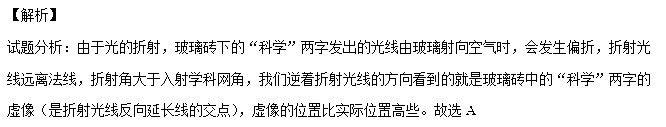 【解析】
试题分析：由于光的折射，玻璃砖下的“科学”两字发出的光线由玻璃射向空气时，会发生偏折，折射光
线远离法线，折射角大于入射学科网角，我们逆着折射光线的方向看到的就是玻璃砖中的“科学”两字的
虚像（是折射光线反向延长线的交点），虚像的位置比实际位置高些。故选 A